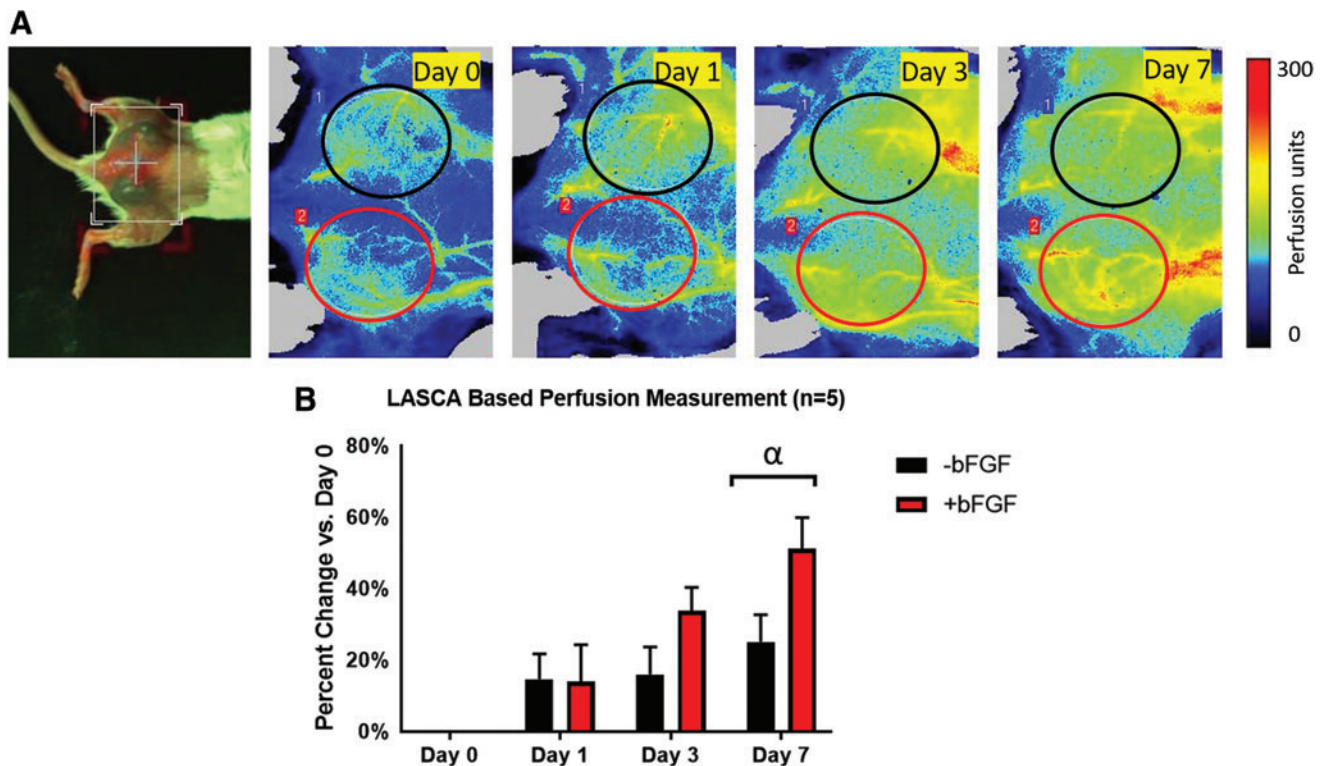 A
Day 0
Day 1
Day 3
Day 7
1
2
1
2
1
2
1
2
300
Perfusion units
0
B
LASCA Based Perfusion Measurement (n=5)
Percent Change vs. Day 0
80%
60%
40%
20%
0%
α
-bFGF
+bFGF
Day 0
Day 1
Day 3
Day 7